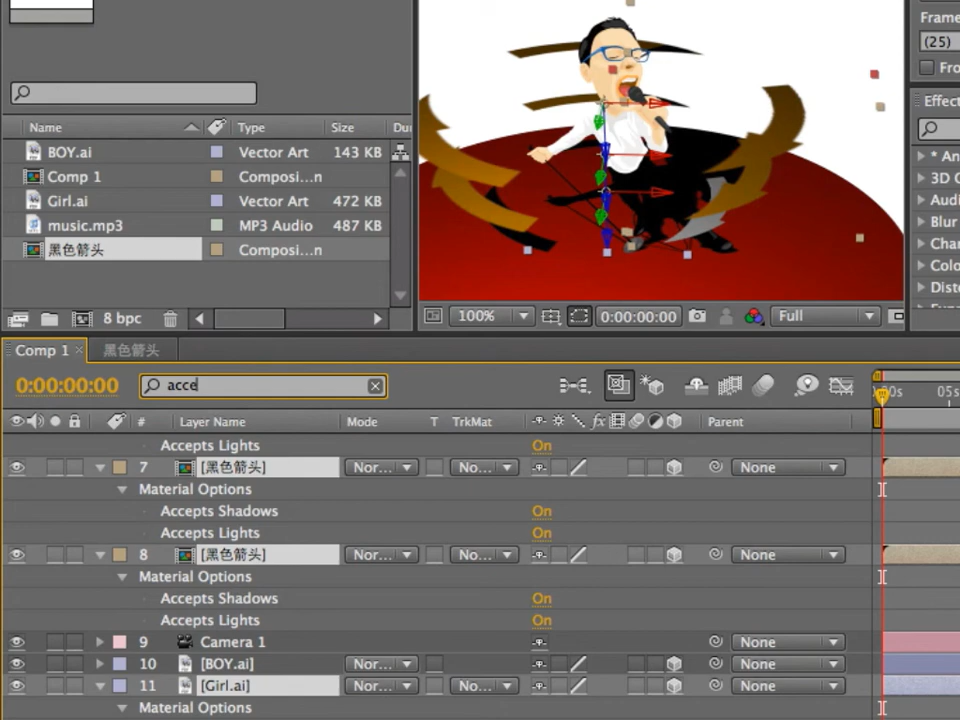 Name Type Size Du
BOY.ai Vector Art 143 KB
Comp 1 Composi...n
Girl.ai Vector Art 472 KB
music.mp3 MP3 Audio 487 KB
黑色箭头 Composi...n
8 bpc
100% 0:00:00:00 Full
Frame
(25)
Fro
Effect
* An
3D C
Audi
Blur
Chan
Colo
Disto
Comp 1 × 黑色箭头
0:00:00:00 acce
:00s 05s
# Layer Name Mode T TrkMat fx Parent
Accepts Lights On
7 [黑色箭头] Nor... No... None
Material Options
Accepts Shadows On
Accepts Lights On
8 [黑色箭头] Nor... No... None
Material Options
Accepts Shadows On
Accepts Lights On
9 Camera 1 None
10 [BOY.ai] Nor... No... None
11 [Girl.ai] Nor... No... None
Material Options